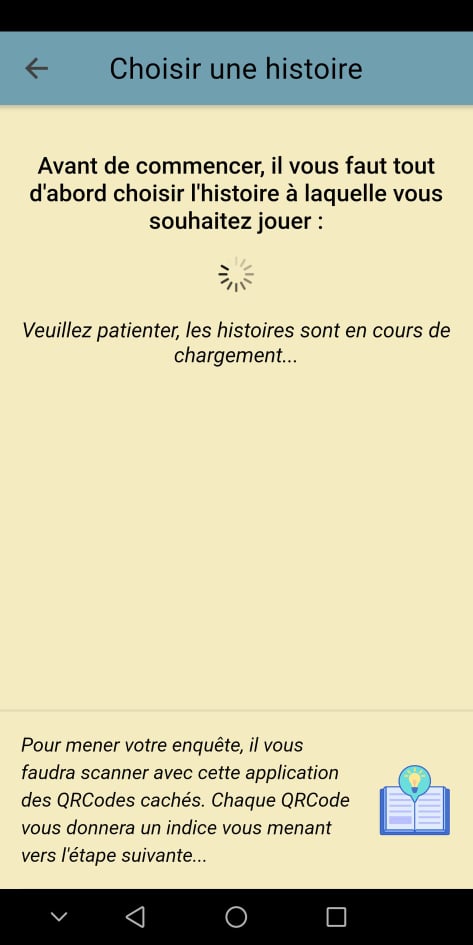 Choisir une histoire
Avant de commencer, il vous faut tout
d'abord choisir l'histoire à laquelle vous
souhaitez jouer :
Veuillez patienter, les histoires sont en cours de
chargement...
Pour mener votre enquête, il vous
faudra scanner avec cette application
des QRCodes cachés. Chaque QRCode
vous donnera un indice vous menant
vers l'étape suivante...